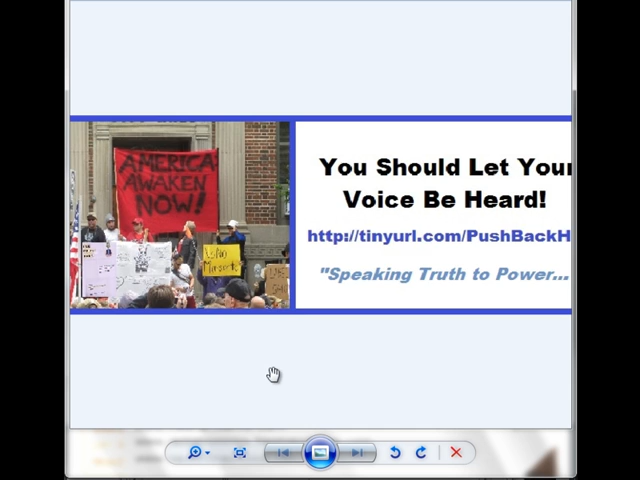 AMERICA
AWAKEN
NOW!
You Should Let Your
Voice Be Heard!
http://tinyurl.com/PushBackH
"Speaking Truth to Power...